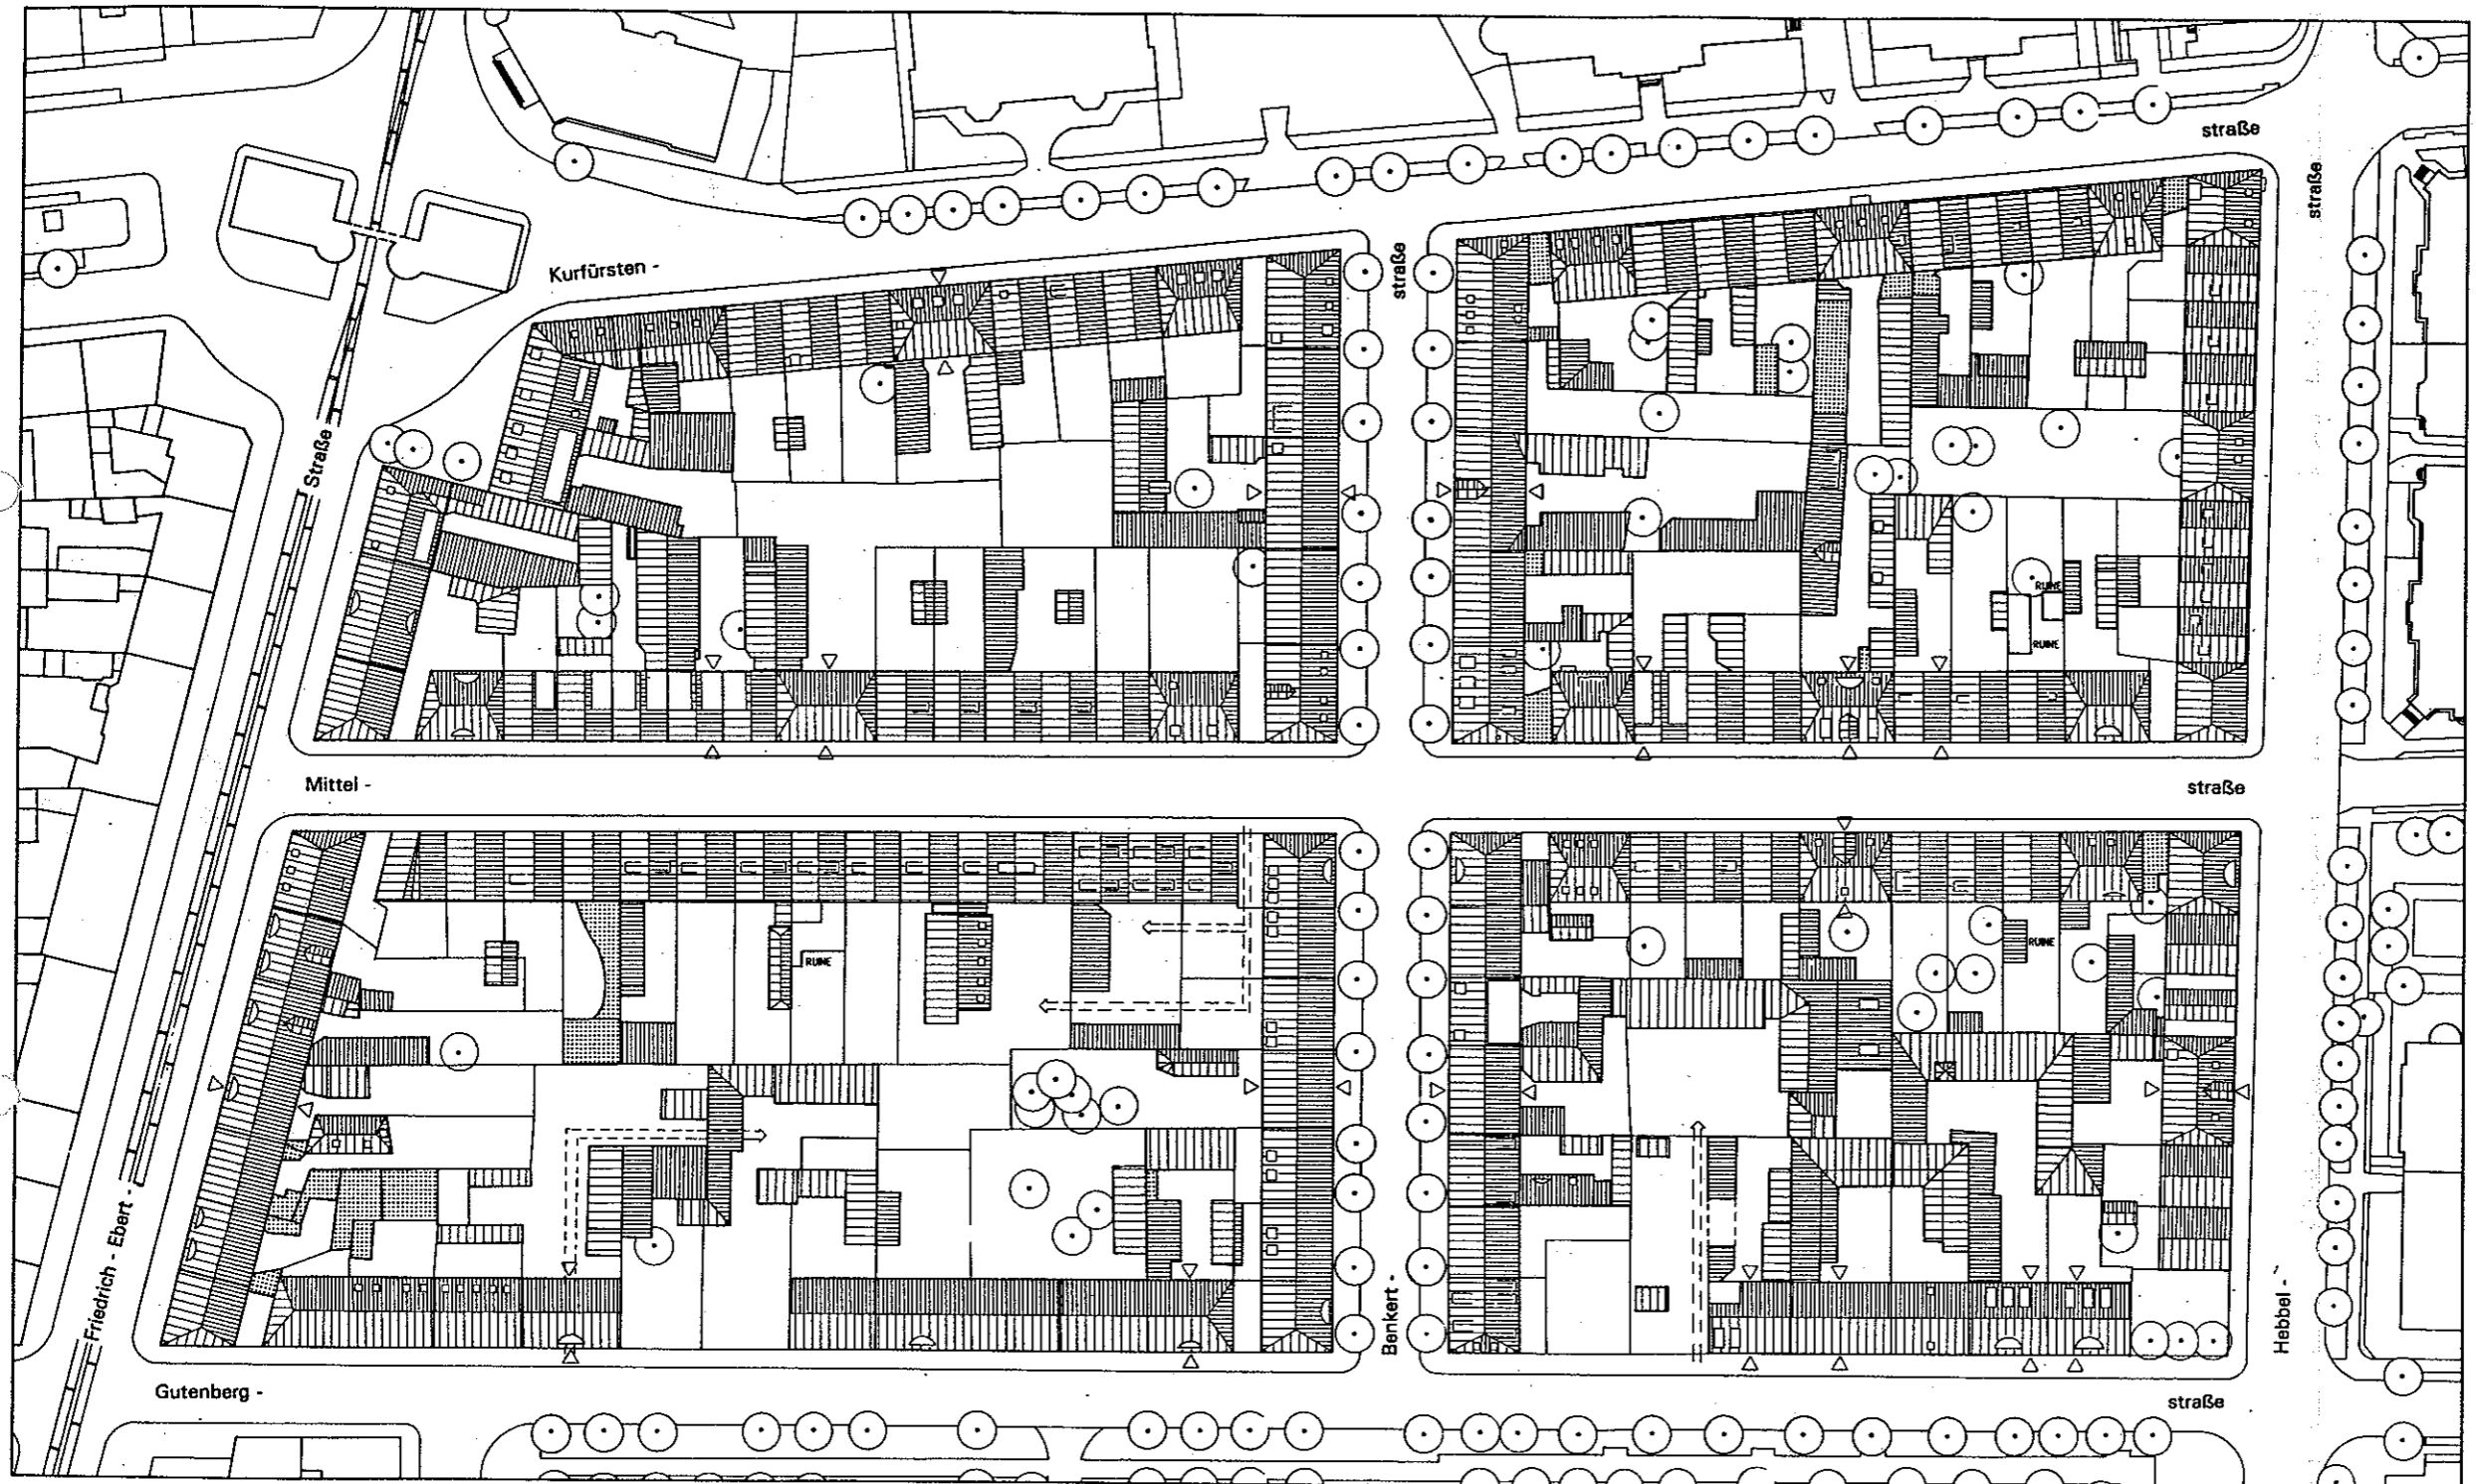 straße
straße
Kurfürsten -
straße
Straße
RUINE
RUINE
Mittel -
straße
RUINE
RUINE
Friedrich - Ebert -
Benkert -
Hebbel -
Gutenberg -
straße